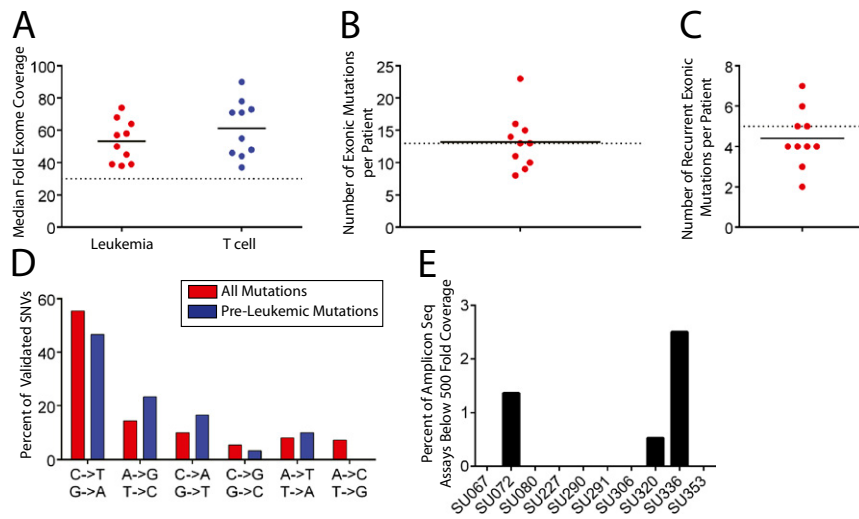 A
Median Fold Exome Coverage
100
80
60
40
20
0
Leukemia
T cell
B
Number of Exonic Mutations
per Patient
25
20
15
10
5
0
C
Number of Recurrent Exonic
Mutations per Patient
8
6
4
2
0
D
Percent of Validated SNVs
60
40
20
0
All Mutations
Pre-Leukemic Mutations
C->T
G->A
A->G
T->C
C->A
G->T
C->G
G->C
A->T
T->A
A->C
T->G
E
Percent of Amplicon Seq
Assays Below 500 Fold Coverage
3
2
1
0
SU067
SU072
SU080
SU227
SU290
SU291
SU306
SU320
SU336
SU353